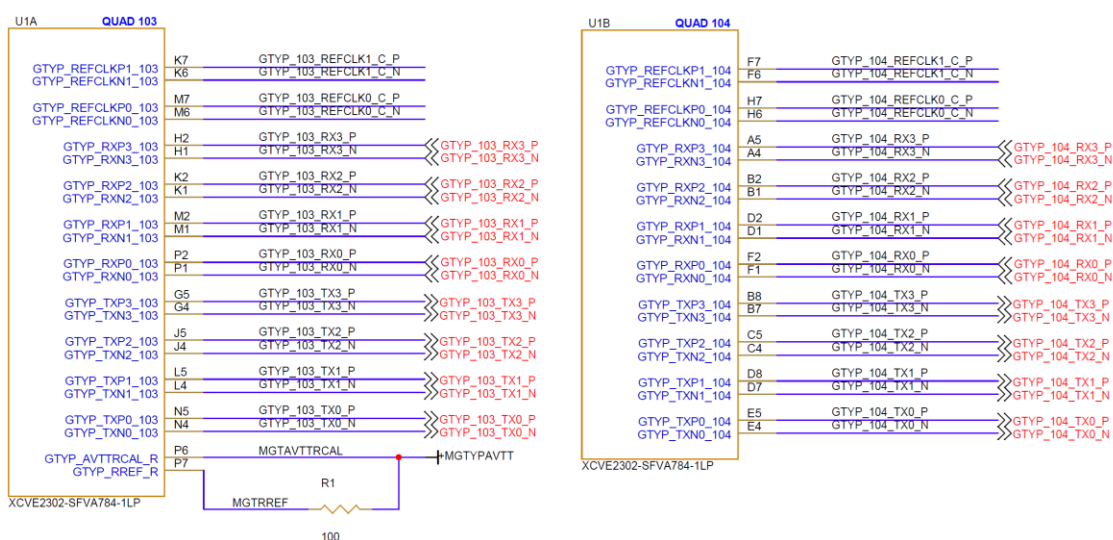 U1A QUAD 103
GTYP_REFCLKP1_103 K7 GTYP_103_REFCLK1_C_P
GTYP_REFCLKN1_103 K6 GTYP_103_REFCLK1_C_N
GTYP_REFCLKP0_103 M7 GTYP_103_REFCLK0_C_P
GTYP_REFCLKN0_103 M6 GTYP_103_REFCLK0_C_N
GTYP_RXP3_103 H2 GTYP_103_RX3_P GTYP_103_RX3_P
GTYP_RXN3_103 H1 GTYP_103_RX3_N GTYP_103_RX3_N
GTYP_RXP2_103 K2 GTYP_103_RX2_P GTYP_103_RX2_P
GTYP_RXN2_103 K1 GTYP_103_RX2_N GTYP_103_RX2_N
GTYP_RXP1_103 M2 GTYP_103_RX1_P GTYP_103_RX1_P
GTYP_RXN1_103 M1 GTYP_103_RX1_N GTYP_103_RX1_N
GTYP_RXP0_103 P2 GTYP_103_RX0_P GTYP_103_RX0_P
GTYP_RXN0_103 P1 GTYP_103_RX0_N GTYP_103_RX0_N
GTYP_TXP3_103 G5 GTYP_103_TX3_P GTYP_103_TX3_P
GTYP_TXN3_103 G4 GTYP_103_TX3_N GTYP_103_TX3_N
GTYP_TXP2_103 J5 GTYP_103_TX2_P GTYP_103_TX2_P
GTYP_TXN2_103 J4 GTYP_103_TX2_N GTYP_103_TX2_N
GTYP_TXP1_103 L5 GTYP_103_TX1_P GTYP_103_TX1_P
GTYP_TXN1_103 L4 GTYP_103_TX1_N GTYP_103_TX1_N
GTYP_TXP0_103 N5 GTYP_103_TX0_P GTYP_103_TX0_P
GTYP_TXN0_103 N4 GTYP_103_TX0_N GTYP_103_TX0_N
GTYP_AVTTRCAL_R P6 MGTAVTTRCAL +MGTYPAVTT
GTYP_RREF_R P7
R1
XCVE2302-SFVA784-1LP MGTRREF
100
U1B QUAD 104
GTYP_REFCLKP1_104 F7 GTYP_104_REFCLK1_C_P
GTYP_REFCLKN1_104 F6 GTYP_104_REFCLK1_C_N
GTYP_REFCLKP0_104 H7 GTYP_104_REFCLK0_C_P
GTYP_REFCLKN0_104 H6 GTYP_104_REFCLK0_C_N
GTYP_RXP3_104 A5 GTYP_104_RX3_P GTYP_104_RX3_P
GTYP_RXN3_104 A4 GTYP_104_RX3_N GTYP_104_RX3_N
GTYP_RXP2_104 B2 GTYP_104_RX2_P GTYP_104_RX2_P
GTYP_RXN2_104 B1 GTYP_104_RX2_N GTYP_104_RX2_N
GTYP_RXP1_104 D2 GTYP_104_RX1_P GTYP_104_RX1_P
GTYP_RXN1_104 D1 GTYP_104_RX1_N GTYP_104_RX1_N
GTYP_RXP0_104 F2 GTYP_104_RX0_P GTYP_104_RX0_P
GTYP_RXN0_104 F1 GTYP_104_RX0_N GTYP_104_RX0_N
GTYP_TXP3_104 B8 GTYP_104_TX3_P GTYP_104_TX3_P
GTYP_TXN3_104 B7 GTYP_104_TX3_N GTYP_104_TX3_N
GTYP_TXP2_104 C5 GTYP_104_TX2_P GTYP_104_TX2_P
GTYP_TXN2_104 C4 GTYP_104_TX2_N GTYP_104_TX2_N
GTYP_TXP1_104 D8 GTYP_104_TX1_P GTYP_104_TX1_P
GTYP_TXN1_104 D7 GTYP_104_TX1_N GTYP_104_TX1_N
GTYP_TXP0_104 E5 GTYP_104_TX0_P GTYP_104_TX0_P
GTYP_TXN0_104 E4 GTYP_104_TX0_N GTYP_104_TX0_N
XCVE2302-SFVA784-1LP